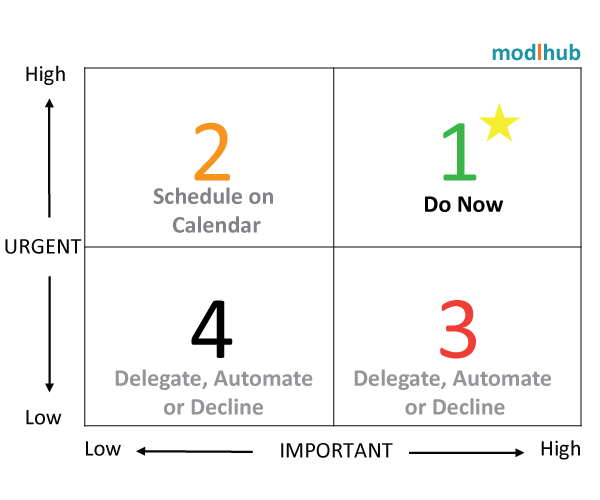 modlhub
High
2
1
Schedule on
Calendar
Do Now
URGENT
4
3
Delegate, Automate
or Decline
Delegate, Automate
or Decline
Low
Low
IMPORTANT
High